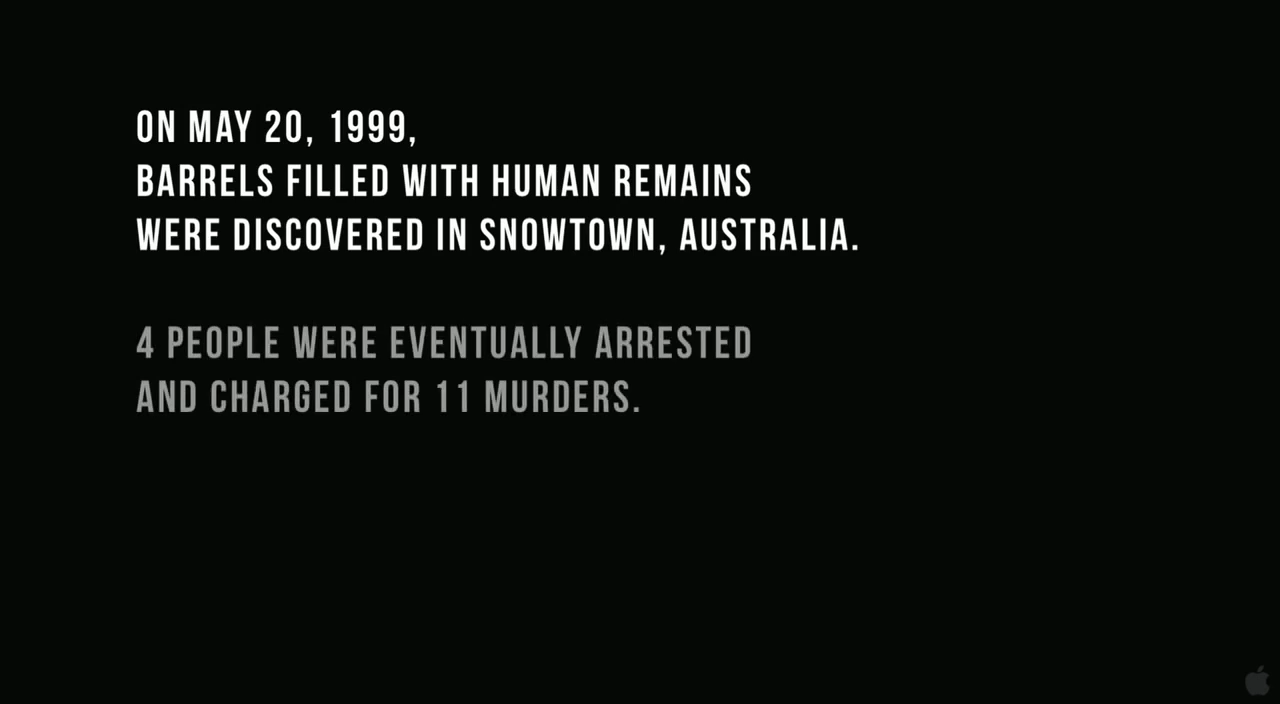 ON MAY 20, 1999,
BARRELS FILLED WITH HUMAN REMAINS
WERE DISCOVERED IN SNOWTOWN, AUSTRALIA.
4 PEOPLE WERE EVENTUALLY ARRESTED
AND CHARGED FOR 11 MURDERS.